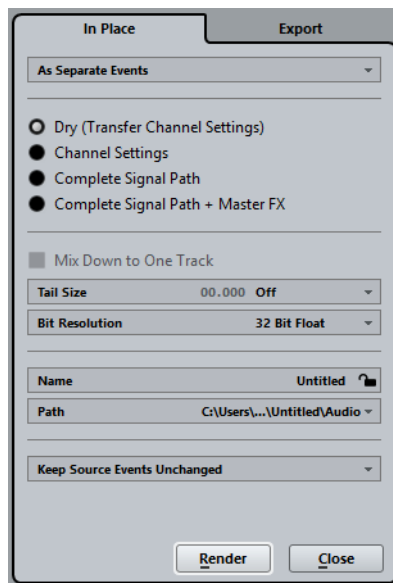 In Place
Export
As Separate Events
Dry (Transfer Channel Settings)
Channel Settings
Complete Signal Path
Complete Signal Path + Master FX
Mix Down to One Track
Tail Size 00.000 Off
Bit Resolution 32 Bit Float
Name Untitled
Path C:\Users\...\Untitled\Audio
Keep Source Events Unchanged
Render Close